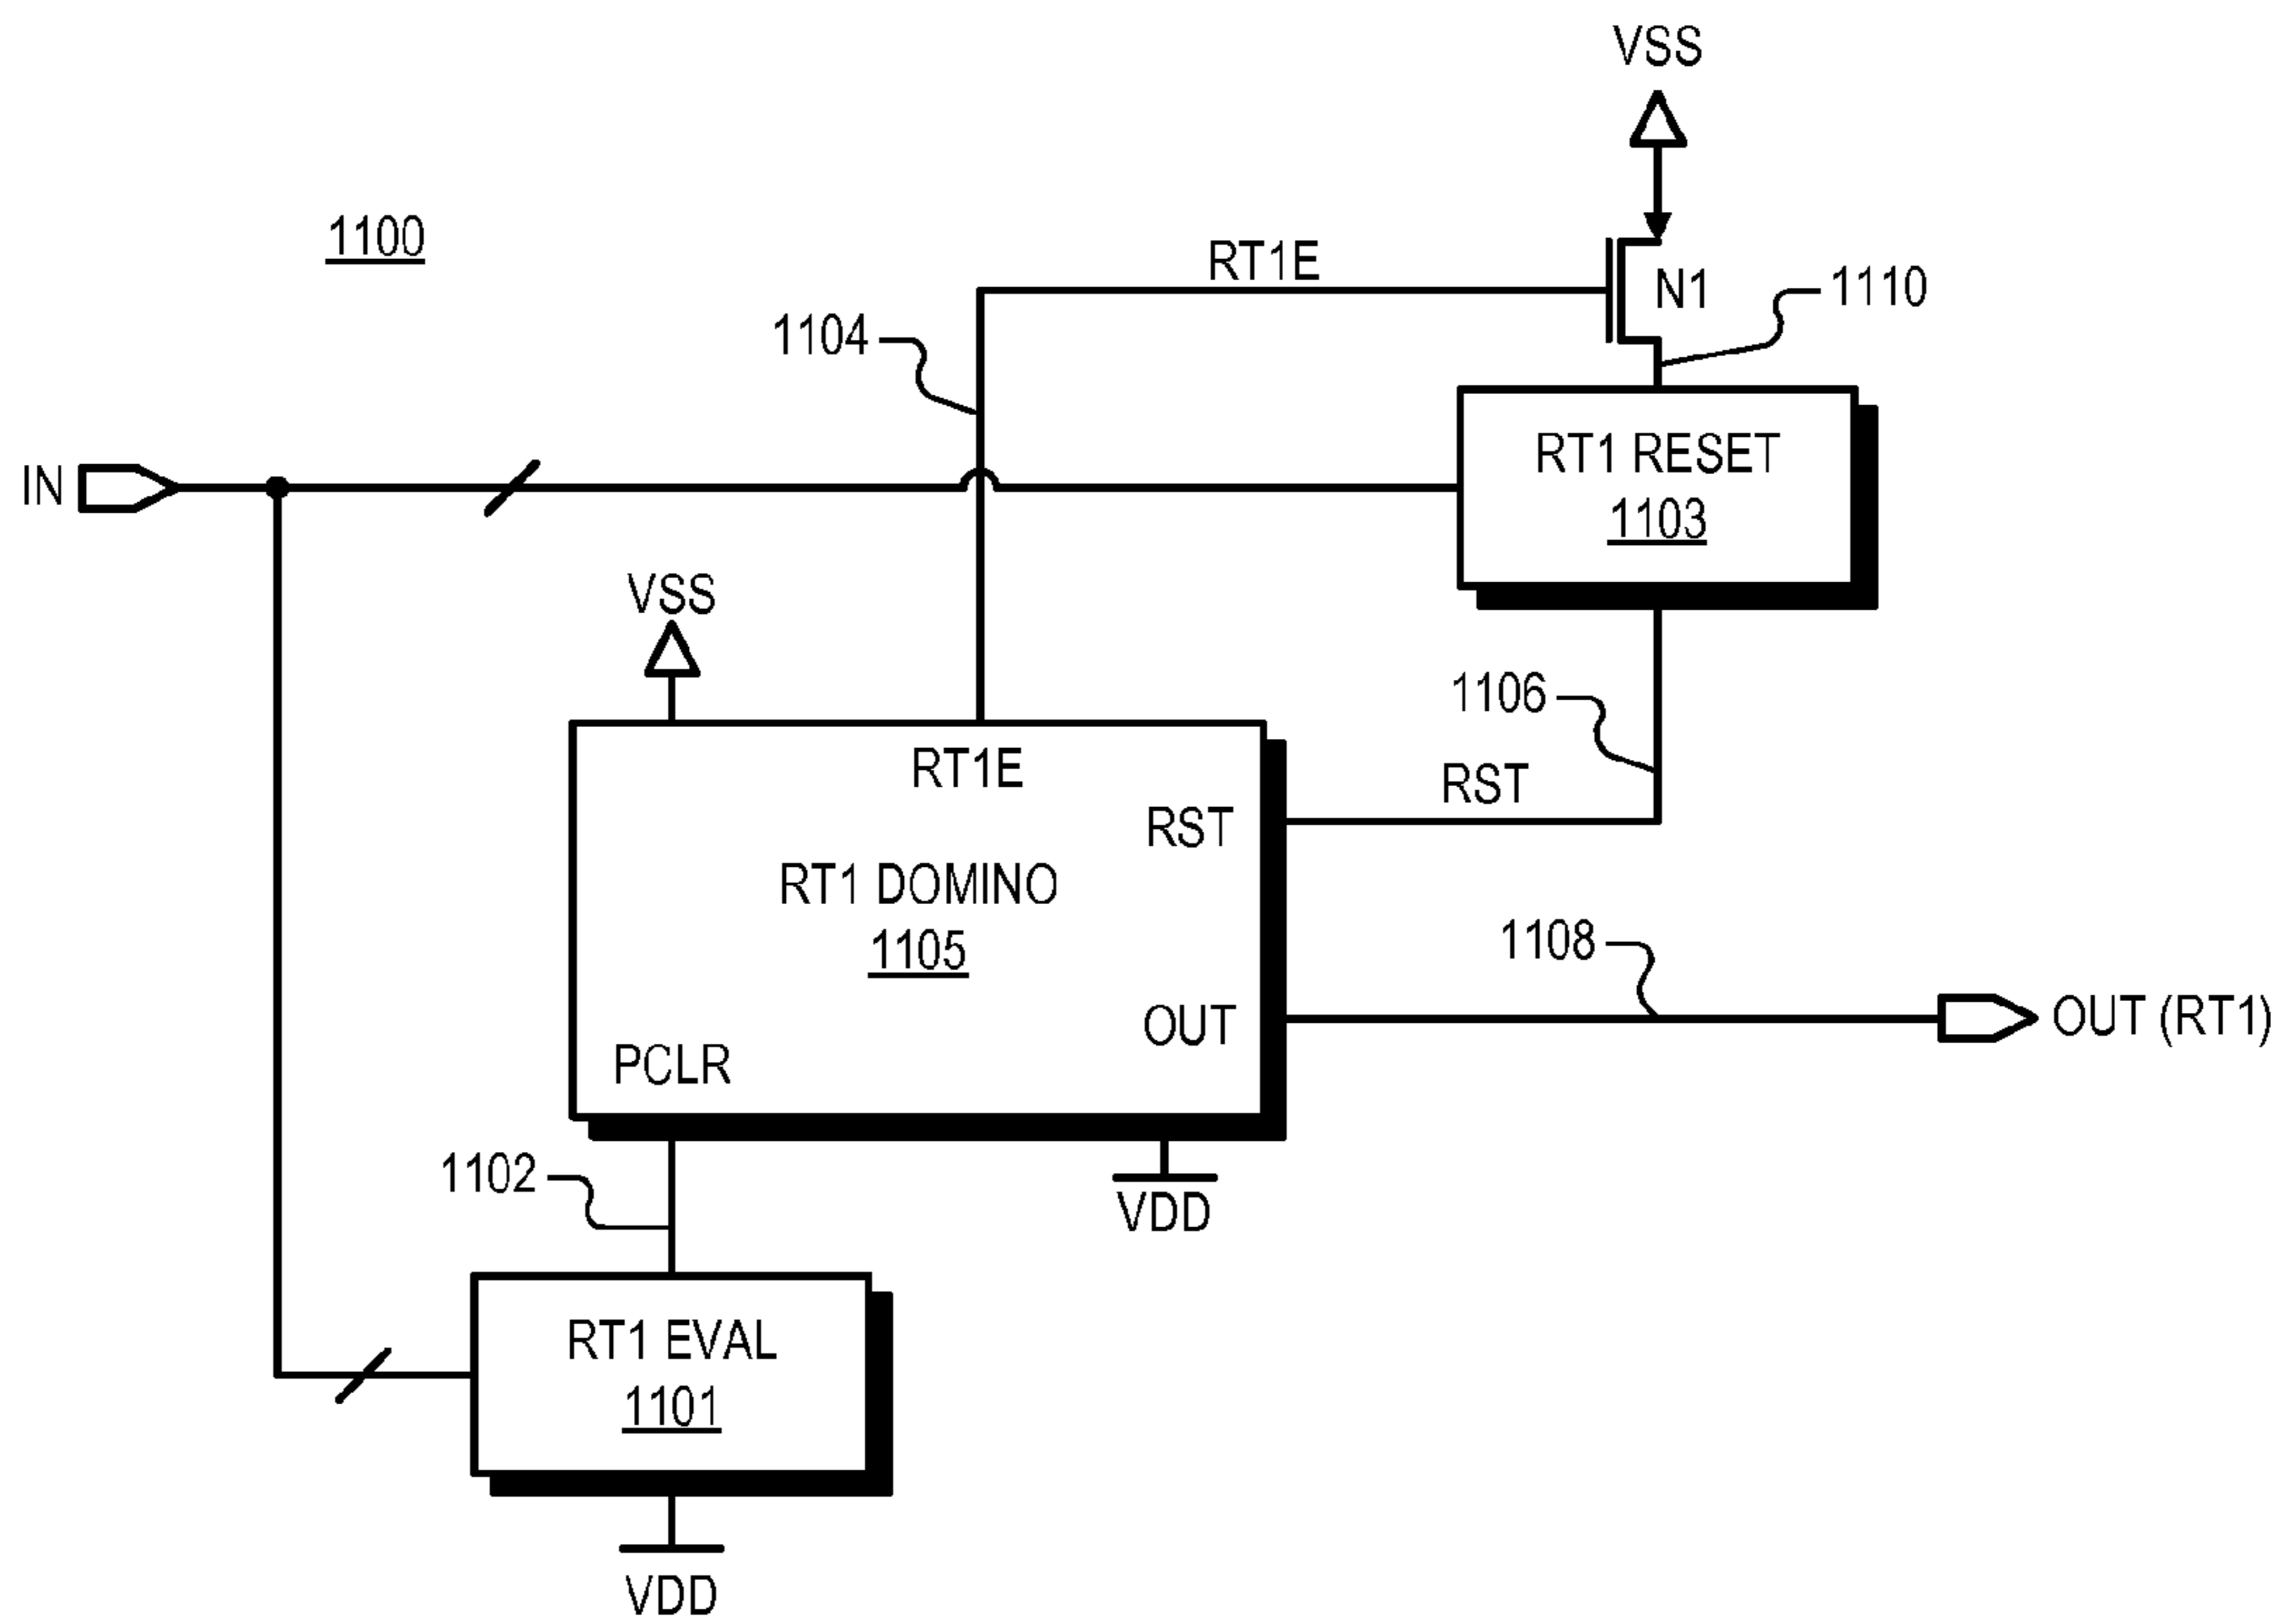 VSS
1100
RT1E
N1
1110
1104
IN
RT1 RESET
1103
VSS
1106
RT1E
RST
RST
RT1 DOMINO
1105
1108
OUT
OUT (RT1)
PCLR
1102
VDD
RT1 EVAL
1101
VDD